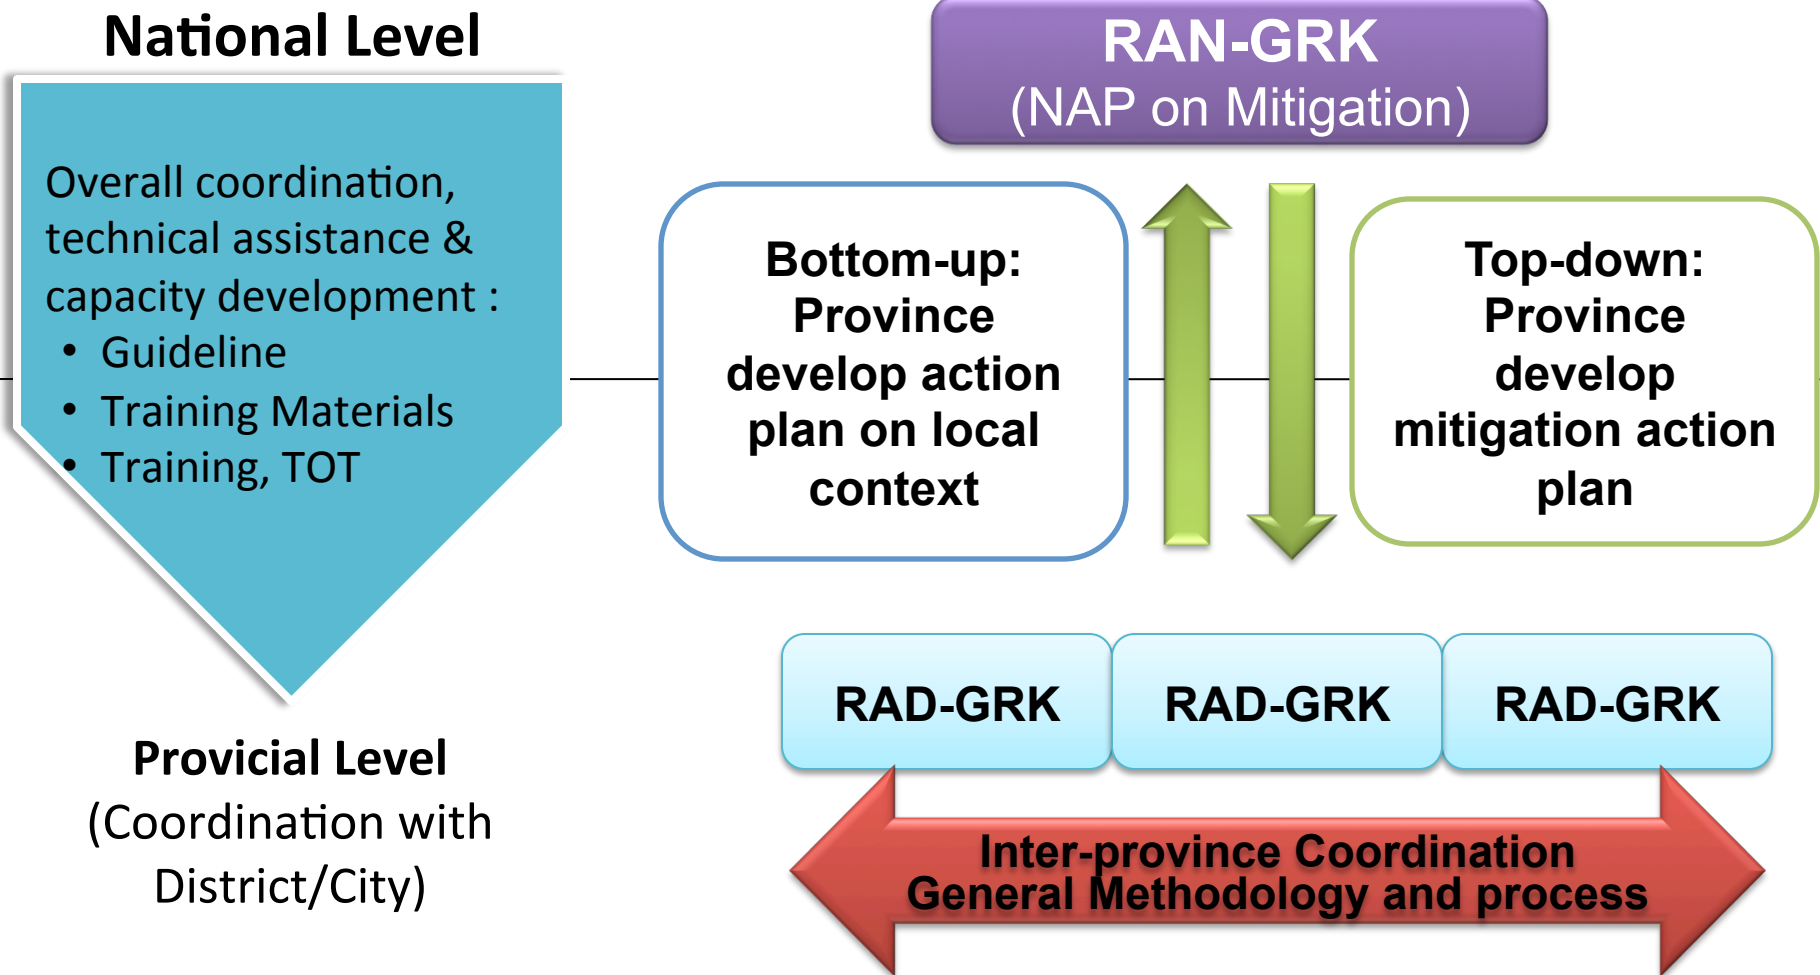 National Level
Overall coordination,
technical assistance &
capacity development :
• Guideline
• Training Materials
• Training, TOT
Provicial Level
(Coordination with
District/City)
RAN-GRK
(NAP on Mitigation)
Bottom-up:
Province
develop action
plan on local
context
Top-down:
Province
develop
mitigation action
plan
RAD-GRK
RAD-GRK
RAD-GRK
Inter-province Coordination
General Methodology and process